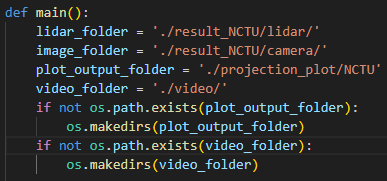 def main():
    lidar_folder = './result_NCTU/lidar/'
    image_folder = './result_NCTU/camera/'
    plot_output_folder = './projection_plot/NCTU'
    video_folder = './video/'
    if not os.path.exists(plot_output_folder):
        os.makedirs(plot_output_folder)
    if not os.path.exists(video_folder):
        os.makedirs(video_folder)